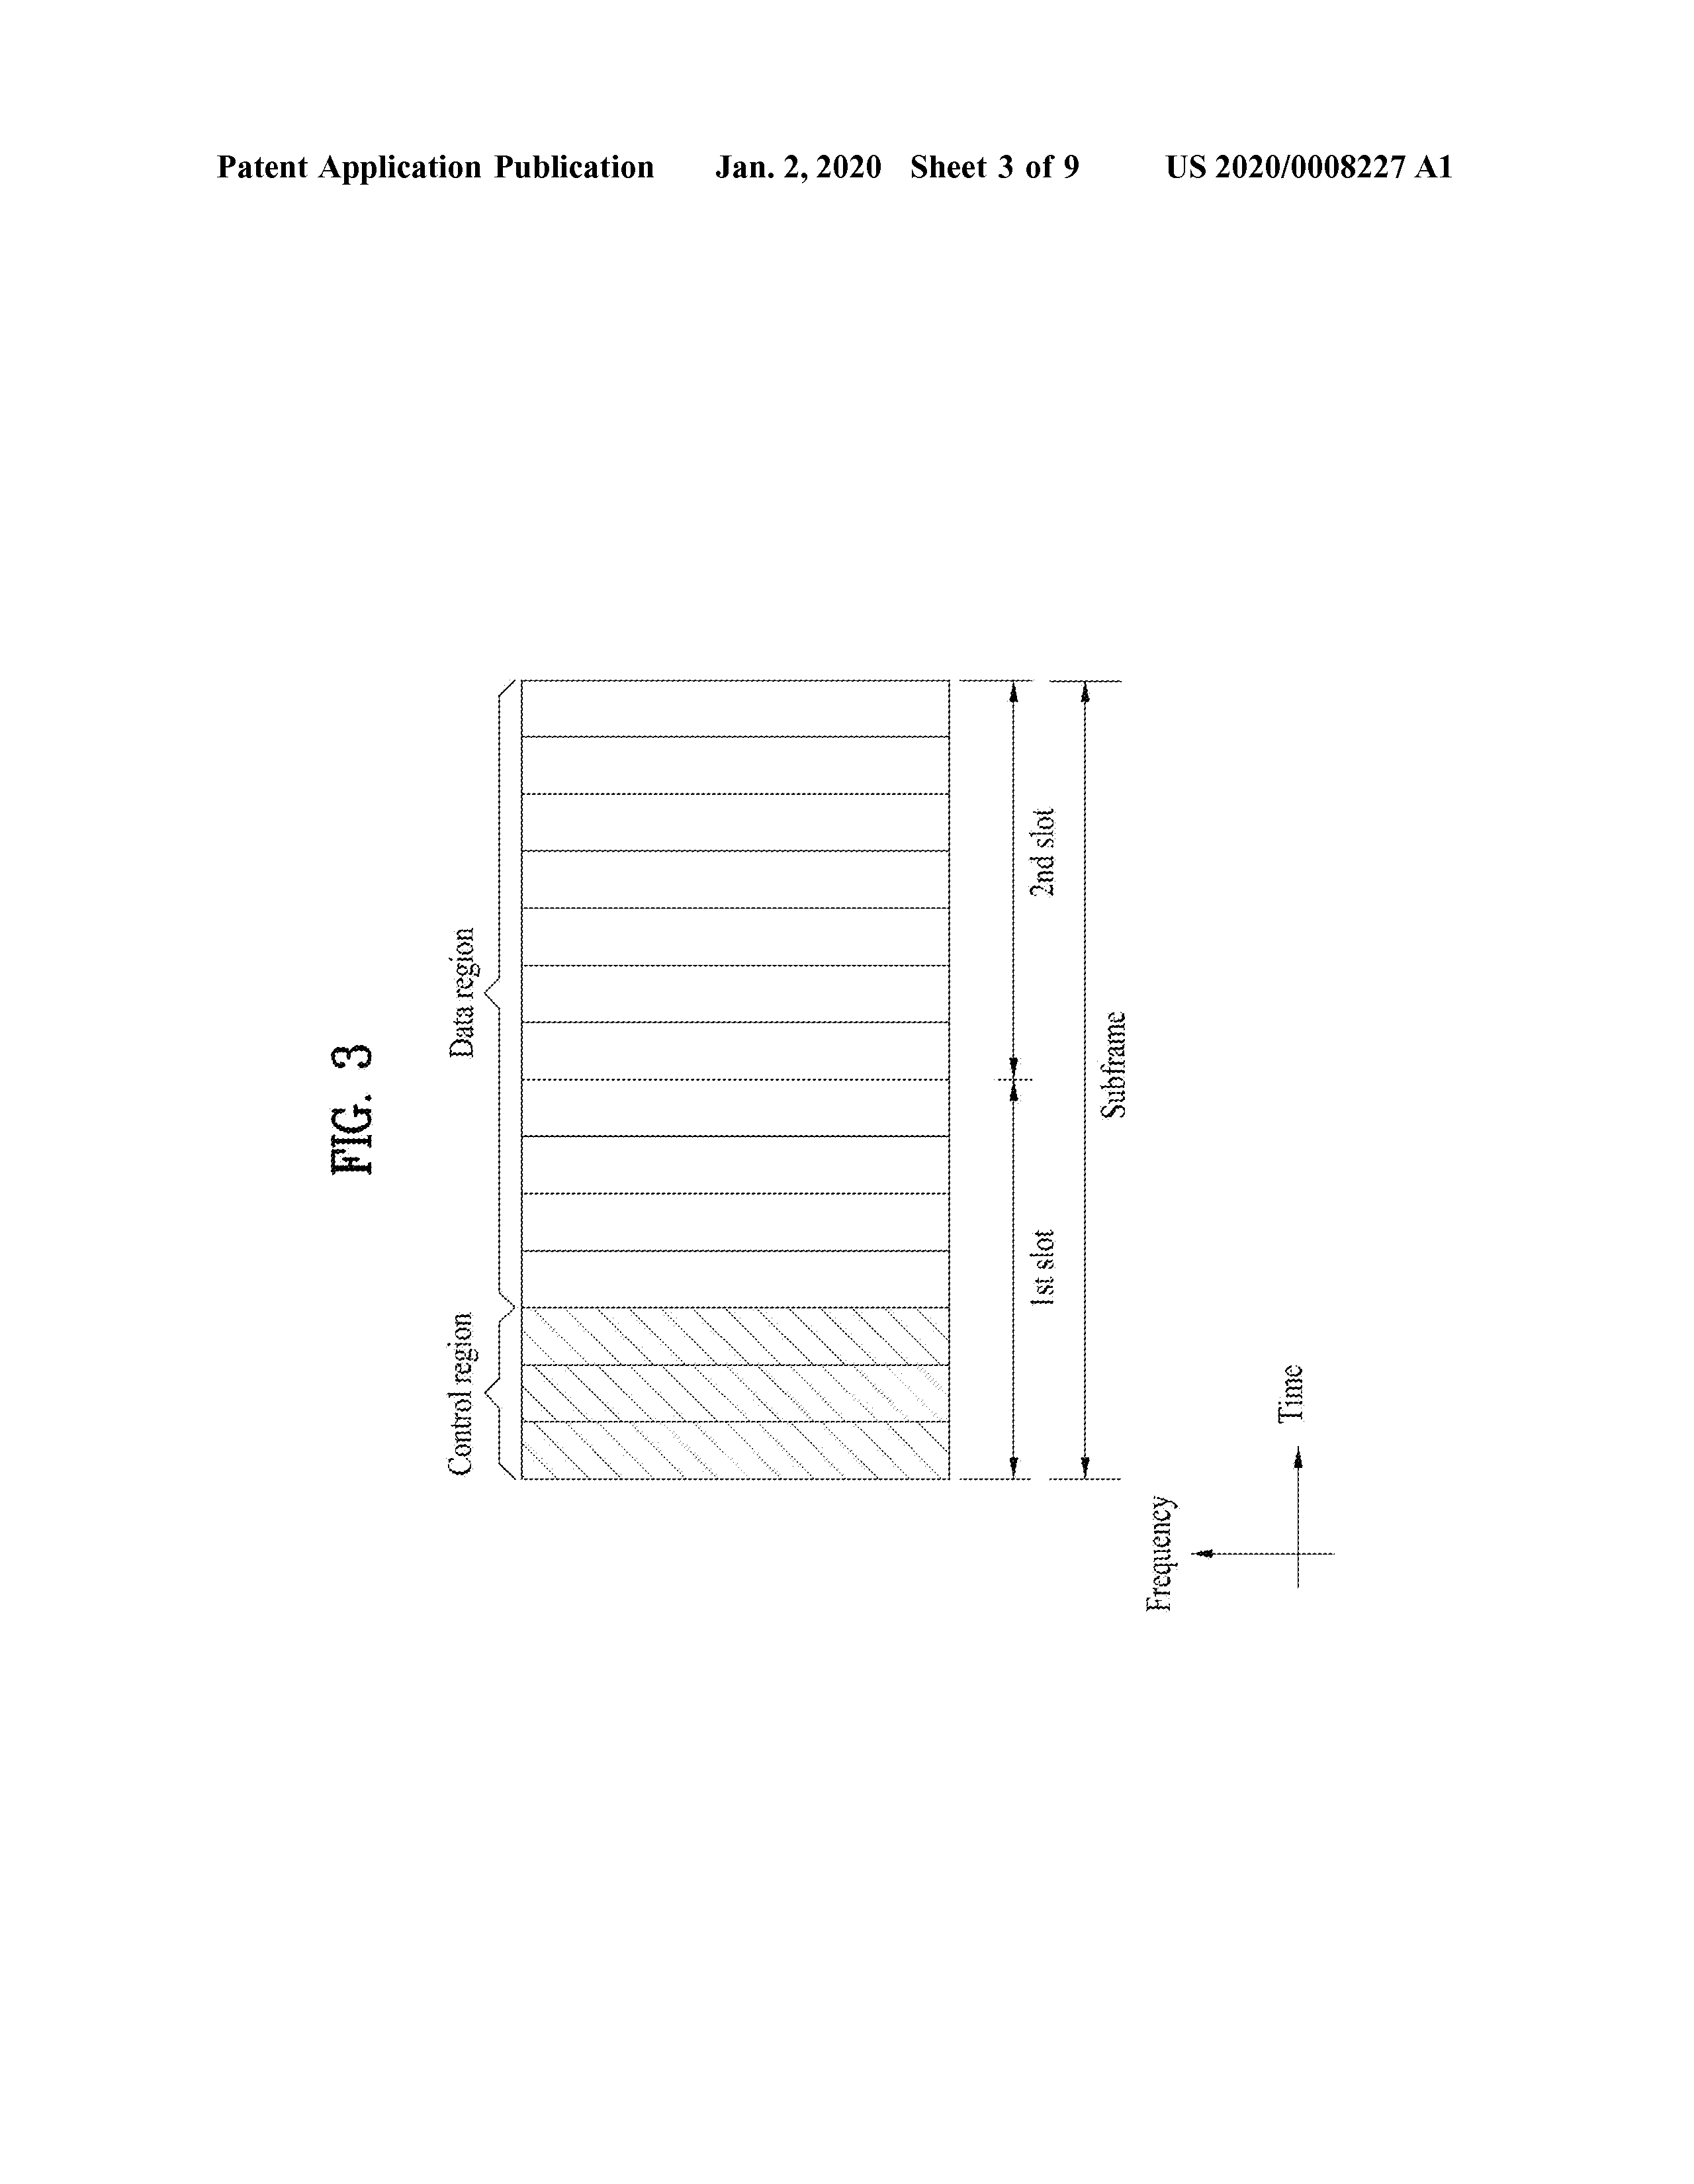 Patent Application Publication Jan. 2, 2020 Sheet 3 of 9 US 2020/0008227 A1
FIG. 3
Control region
Data region
1st slot
2nd slot
Subframe
Frequency
Time